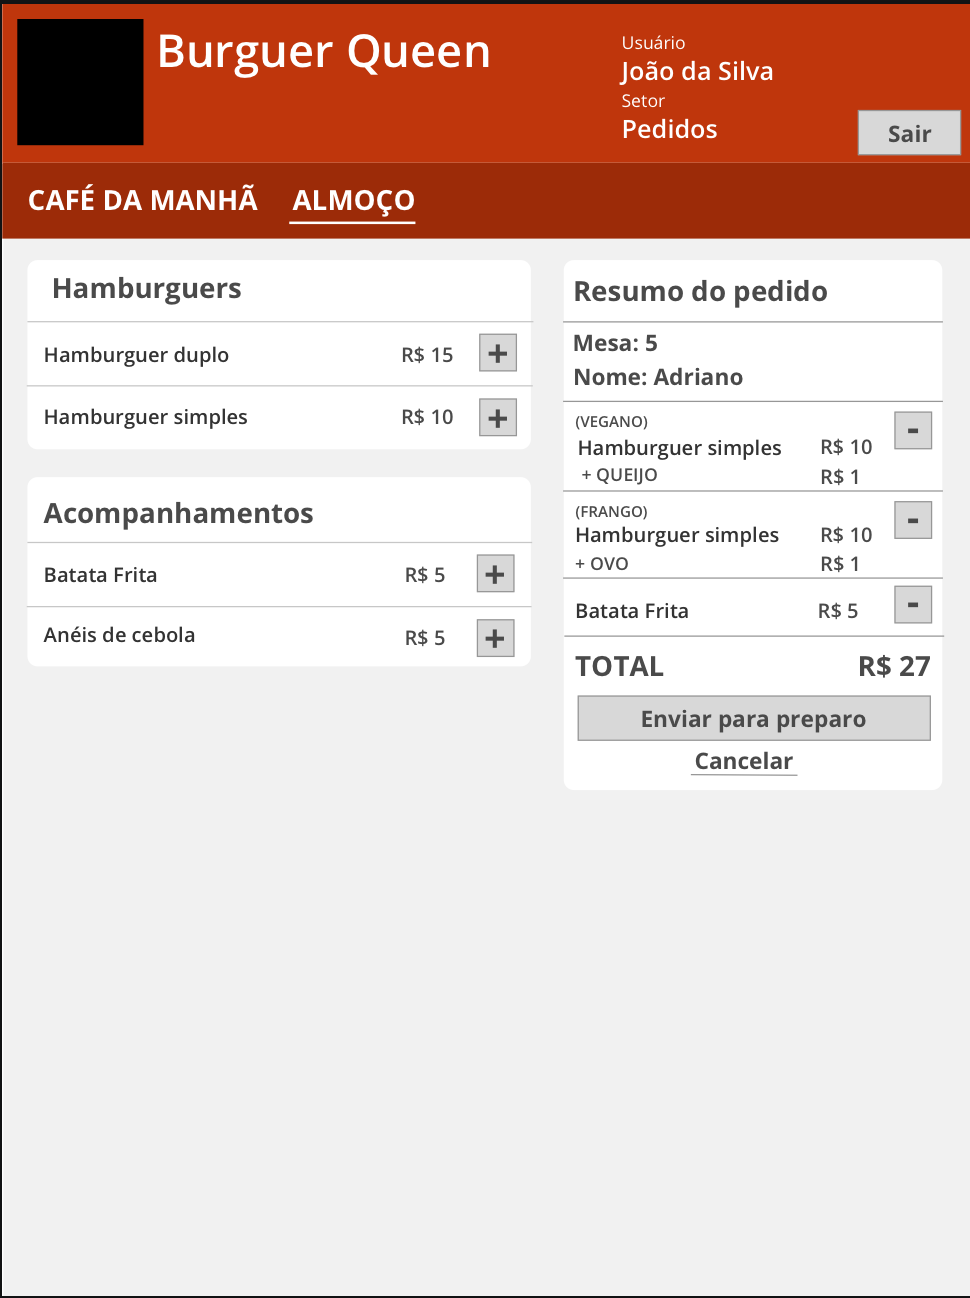 Burguer Queen
Usuário
João da Silva
Setor
Pedidos
Sair
CAFÉ DA MANHÃ ALMOÇO
Hamburguers
Hamburguer duplo R$ 15 +
Hamburguer simples R$ 10 +
Acompanhamentos
Batata Frita R$ 5 +
Anéis de cebola R$ 5 +
Resumo do pedido
Mesa: 5
Nome: Adriano
(VEGANO) -
Hamburguer simples R$ 10
+ QUEIJO R$ 1
(FRANGO) -
Hamburguer simples R$ 10
+ OVO R$ 1
Batata Frita R$ 5 -
TOTAL R$ 27
Enviar para preparo
Cancelar